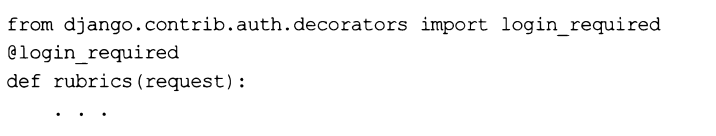 from django.contrib.auth.decorators import login_required
@login_required
def rubrics(request):
    . . .